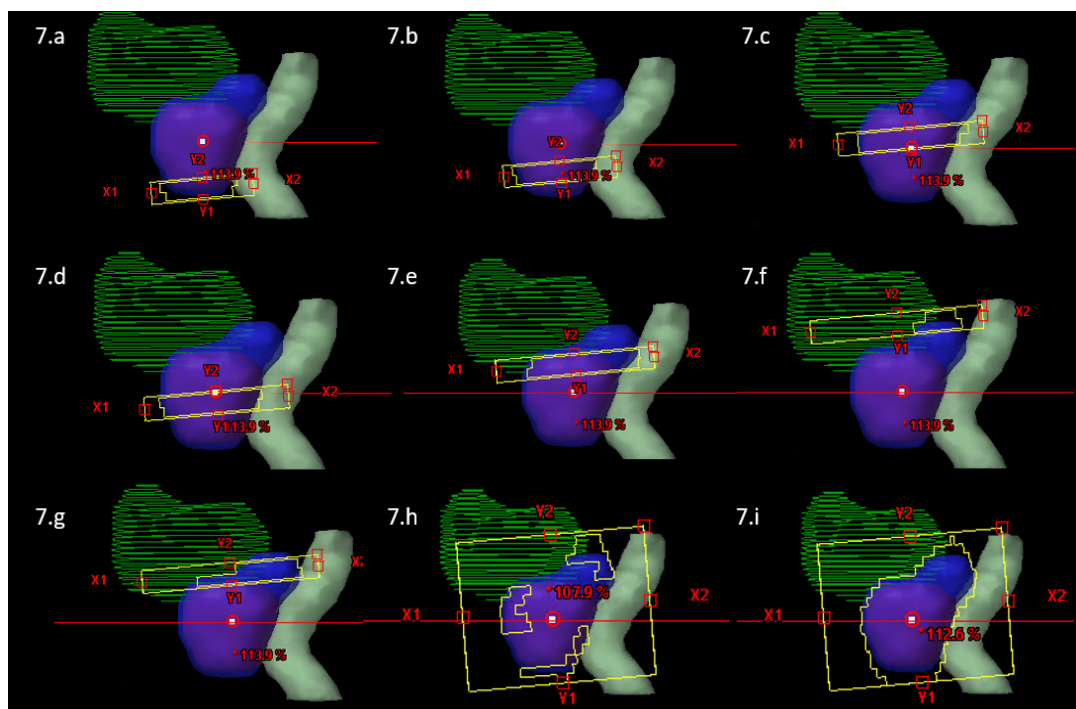 7.a
Y2
113.9 %
X1
X2
Y1
7.b
Y2
X1
X2
113.9 %
Y1
7.c
Y2
X1
X2
Y1
113.9 %
7.d
Y2
X1
X2
Y1
113.9 %
7.e
Y2
X1
X2
Y1
113.9 %
7.f
Y2
X1
X2
Y1
113.9 %
7.g
Y2
X1
X2
Y1
113.9 %
7.h
Y2
107.9 %
X1
X2
Y1
7.i
Y2
X1
X2
112.6 %
Y1